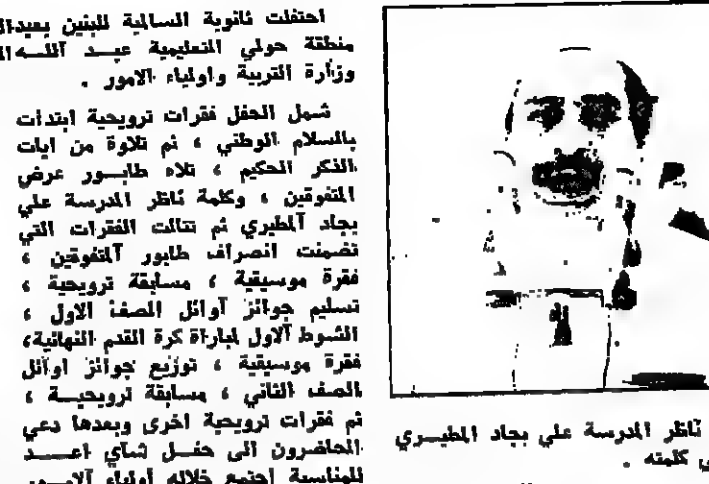 احتفلت ثانوية السالمية للبنين بعيد
منطقة حولي التعليمية عبد الله
وزارة التربية واولياء الامور .
شمل الحفل فقرات ترويحية ابتدأت
بالسلام الوطني ، ثم تلاوة من ايات
الذكر الحكيم ، تلاه طابور عرض
المتفوقين ، وكلمة ناظر المدرسة علي
بجاد المطيري ثم تتالت الفقرات التي
تضمنت انصراف طابور المتفوقين ،
فقرة موسيقية ، مسابقة ترويحية ،
تسليم جوائز أوائل الصف الاول ،
الشوط الاول لمباراة كرة القدم النهائية،
فقرة موسيقية ، توزيع جوائز اوائل
الصف الثاني ، مسابقة ترويحية ،
ثم فقرات ترويحية اخرى وبعدها دعي
الحاضرون الى حفل شاي اعد
للمناسبة اجتمع خلاله أولياء الامور
ناظر المدرسة علي بجاد المطيري
كلمته .